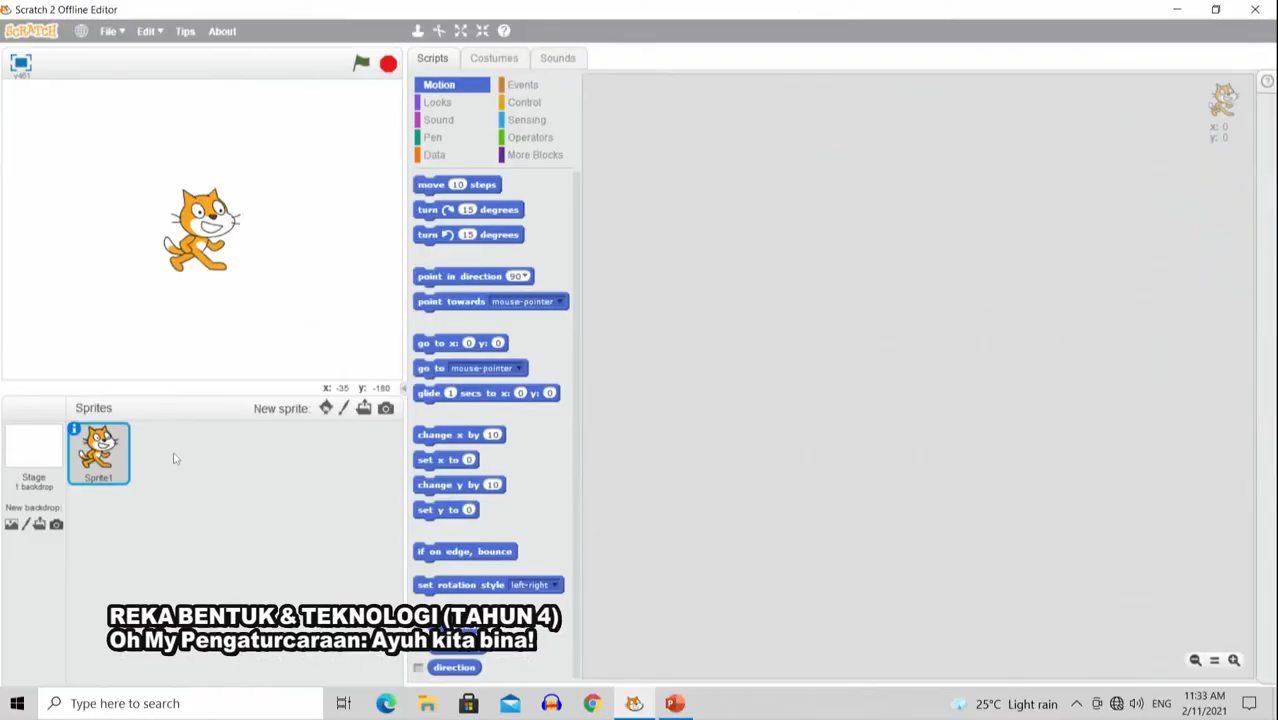 Scratch 2 Offline Editor
SCRATCH
File Edit Tips About
v461
Scripts Costumes Sounds
Motion Events
Looks Control
Sound Sensing
Pen Operators
Data More Blocks
x: 0
y: 0
move 10 steps
turn 15 degrees
turn 15 degrees
point in direction 90
point towards mouse-pointer
go to x: 0 y: 0
go to mouse-pointer
glide 1 secs to x: 0 y: 0
change x by 10
set x to 0
change y by 10
set y to 0
if on edge, bounce
set rotation style left-right
direction
x: -35 y: -180
Sprites New sprite:
Sprite1
Stage
1 backdrop
New backdrop:
REKA BENTUK & TEKNOLOGI (TAHUN 4)
Oh My Pengaturcaraan: Ayuh kita bina!
Type here to search
25°C Light rain
ENG
11:33 AM
2/11/2021